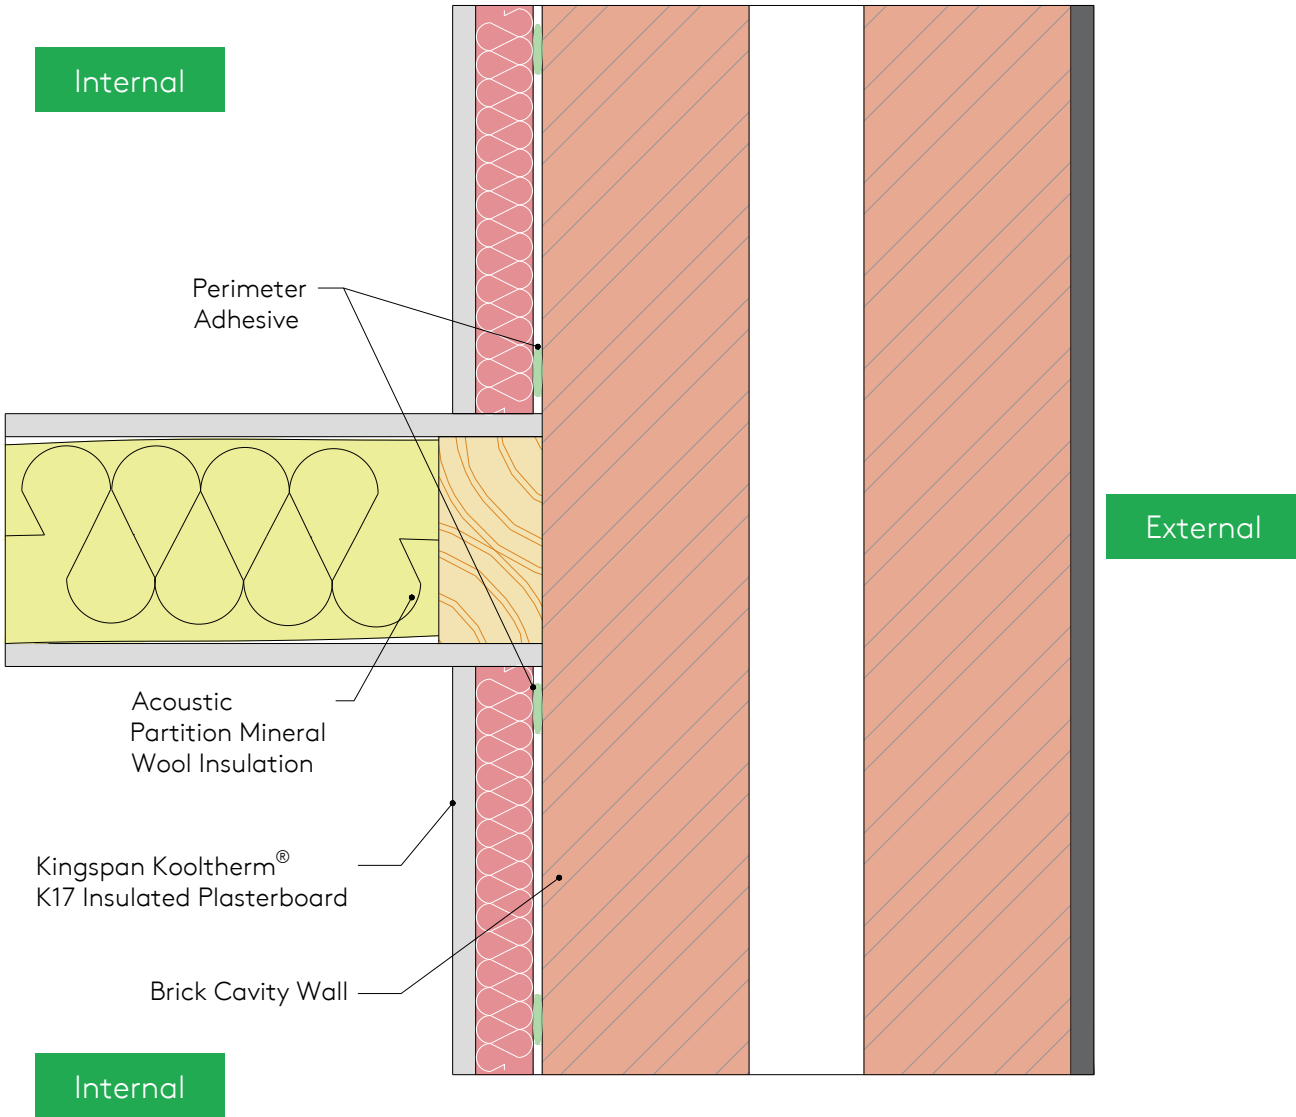 Internal
Perimeter
Adhesive
External
Acoustic
Partition Mineral
Wool Insulation
Kingspan Kooltherm®
K17 Insulated Plasterboard
Brick Cavity Wall
Internal